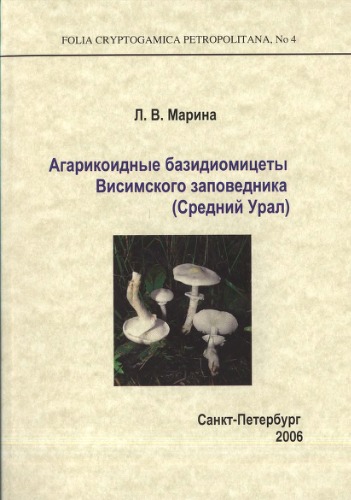 FOLIA CRYPTOGAMICA PETROPOLITANA, No 4
Л. В. Марина
Агарикоидные базидиомицеты
Висимского заповедника
(Средний Урал)
Санкт-Петербург
2006